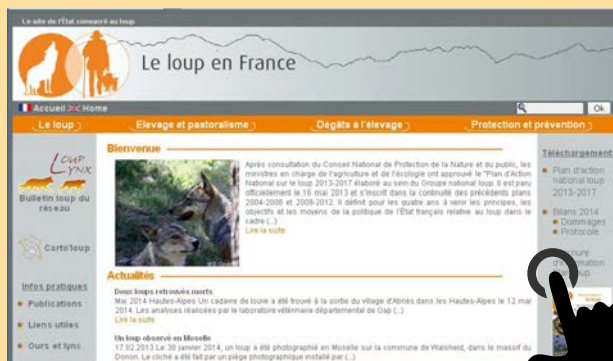 Le site de l'État consacré au loup
Le loup en France
Accueil Home
Ok
Le loup
Elevage et pastoralisme
Dégâts à l'élevage
Protection et prévention
LOUP
LYNX
Bulletin loup du
réseau
Carto'loup
Infos pratiques
Publications
Liens utiles
Ours et lynx
Bienvenue
Après consultation du Conseil National de Protection de la Nature et du public, les
ministres en charge de l'agriculture et de l'écologie ont approuvé le "Plan d'action
National sur le loup 2013-2017 élaboré au sein du Groupe national loup. Il est paru
officiellement le 16 mai 2013 et s'inscrit dans la continuité des précédents plans
2004-2008 et 2008-2012. Il définit pour les quatre ans à venir les principes, les
objectifs et les moyens de la politique de l'État français relative au loup dans le
cadre (...)
Lire la suite
Actualités
Deux loups retrouvés morts
Mai 2014 Hautes-Alpes Un cadavre de louve a été trouvé à la sortie du village d'Abriès dans les Hautes-Alpes le 12 mai
2014. Les analyses réalisées par le laboratoire vétérinaire départemental de Gap (...)
Lire la suite
Un loup observé en Moselle
17.02.2013 Le 30 janvier 2014, un loup a été photographié en Moselle sur la commune de Walsheid, dans le massif du
Donon. Le cliché a été fait par un piège photographique installé par (...)
Téléchargement
Plan d'action
national loup
2013-2017
Bilans 2014
Dommages
Protocole
d'information
loup